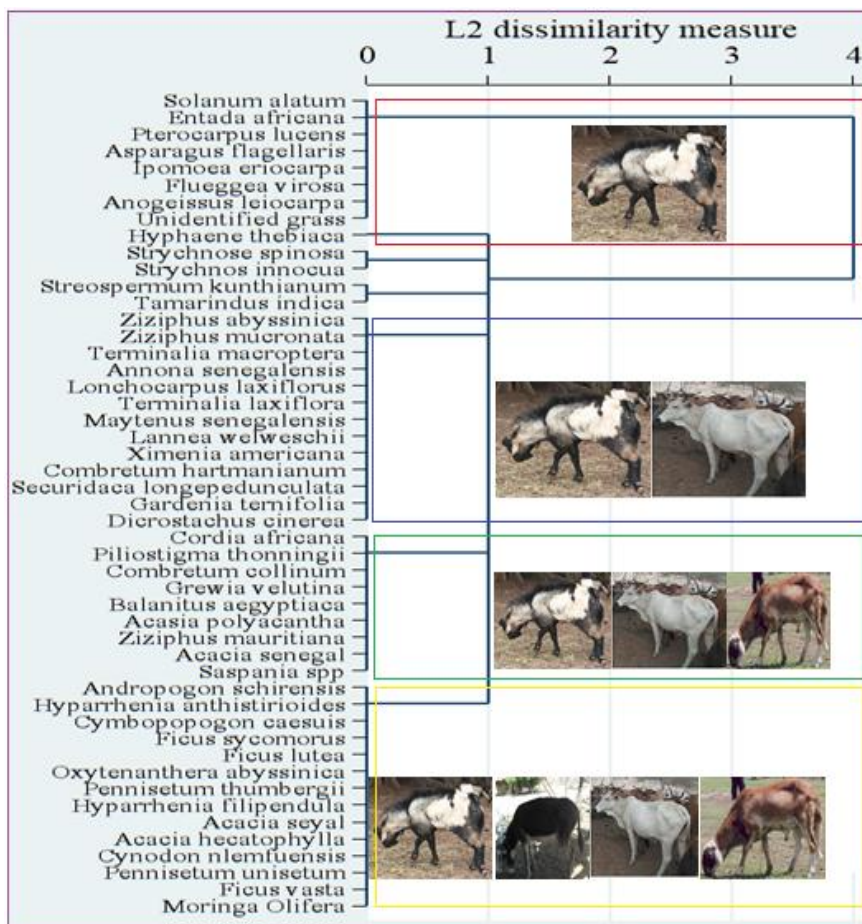 L2 dissimilarity measure
0 1 2 3 4
Solanum alatum
Entada africana
Pterocarpus lucens
Asparagus flagellaris
Ipomoea eriocarpa
Flueggea virosa
Anogeissus leiocarpa
Unidentified grass
Hyphaene thebiaca
Strychnose spinosa
Strychnos innocua
Streospermum kunthianum
Tamarindus indica
Ziziphus abyssinica
Ziziphus mucronata
Terminalia macroptera
Annona senegalensis
Lonchocarpus laxiflorus
Terminalia laxiflora
Maytenus senegalensis
Lannea welweschii
Ximenia americana
Combretum hartmanianum
Securidaca longepedunculata
Gardenia ternifolia
Dicrostachus cinerea
Cordia africana
Piliostigma thonningii
Combretum collinum
Grewia velutina
Balanitus aegyptiaca
Acasia polyacantha
Ziziphus mauritiana
Acacia senegal
Saspania spp
Andropogon schirensis
Hyparrhenia anthistirioides
Cymbopopogon caesuis
Ficus sycomorus
Ficus lutea
Oxytenanthera abyssinica
Pennisetum thumbergii
Hyparrhenia filipendula
Acacia seyal
Acacia hecatophylla
Cynodon nlemfuensis
Pennisetum unisetum
Ficus vasta
Moringa Olifera